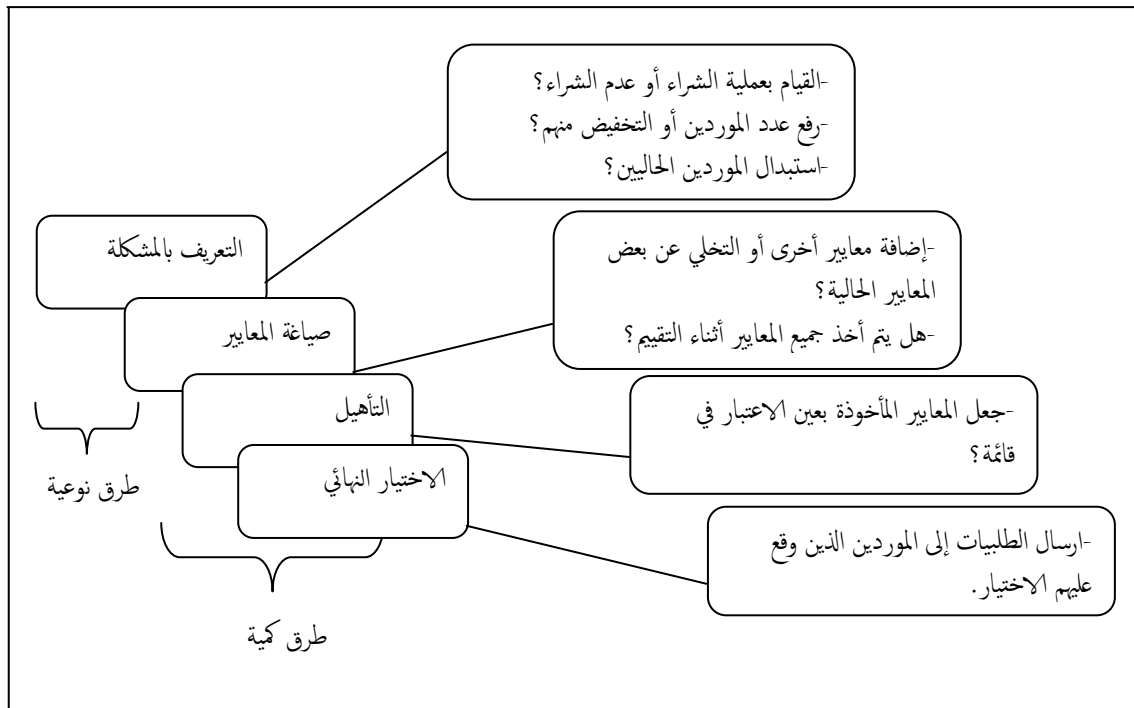 -القيام بعملية الشراء أو عدم الشراء؟
-رفع عدد الموردين أو التخفيض منهم؟
-استبدال الموردين الحاليين؟
التعريف بالمشكلة
-إضافة معايير أخرى أو التخلي عن بعض
المعايير الحالية؟
-هل يتم أخذ جميع المعايير أثناء التقييم؟
صياغة المعايير
التأهيل
-جعل المعايير المأخوذة بعين الاعتبار في
قائمة؟
الاختيار النهائي
طرق نوعية
-ارسال الطلبيات إلى الموردين الذين وقع
عليهم الاختيار.
طرق كمية